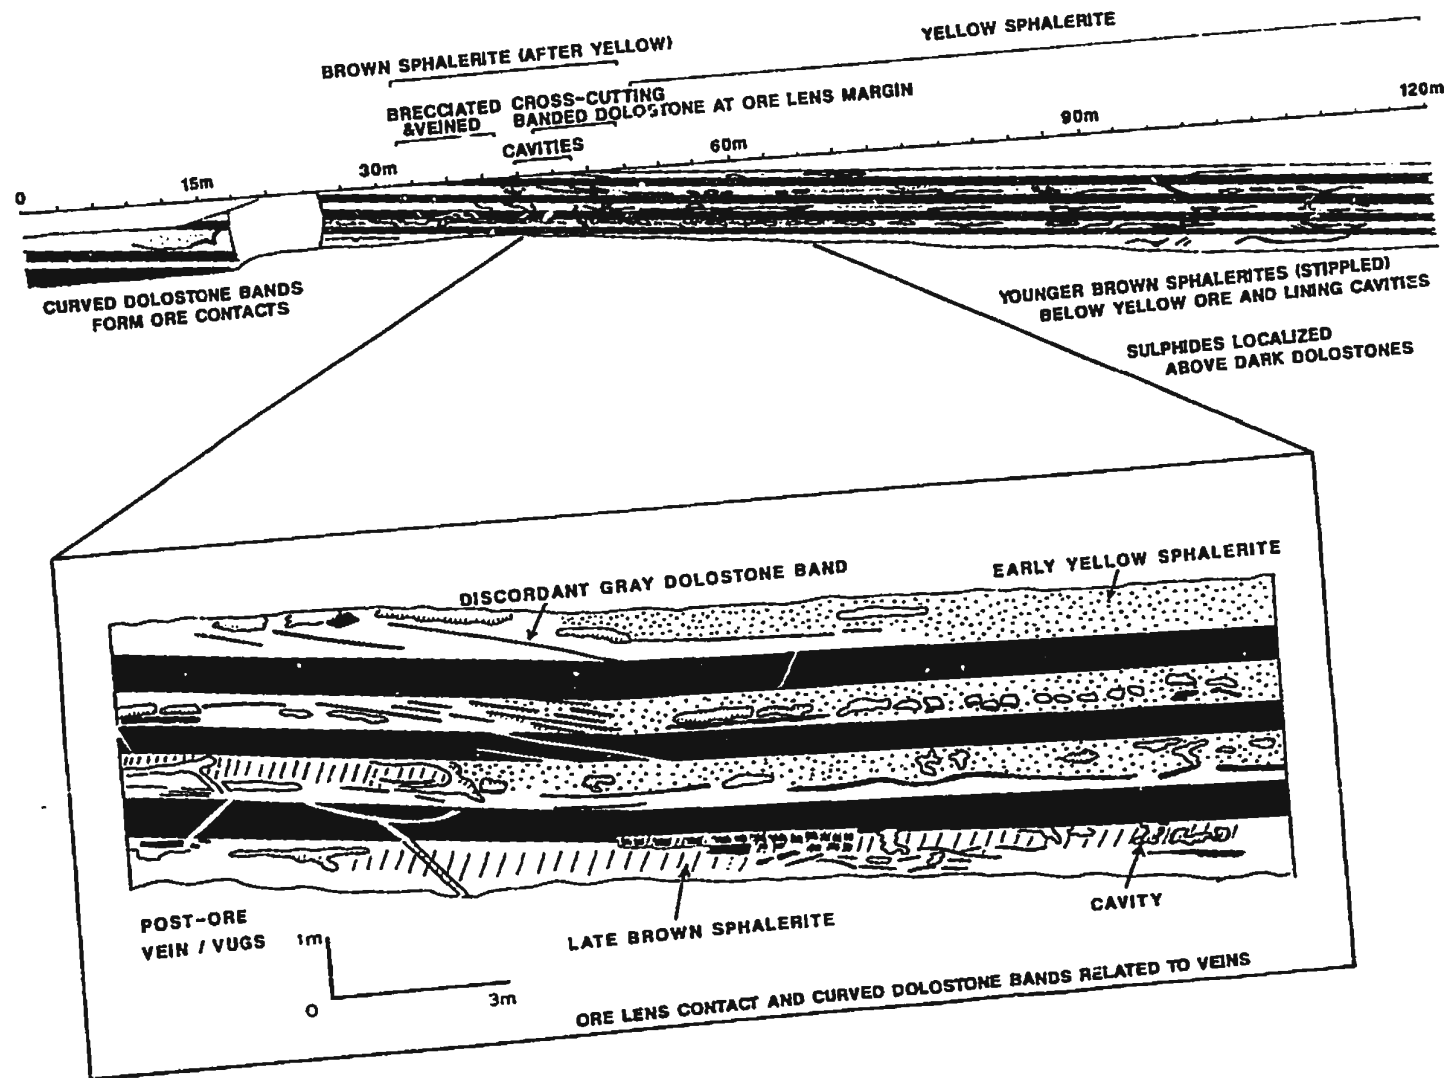 YELLOW SPHALERITE
BROWN SPHALERITE (AFTER YELLOW)
BRECCIATED
&VEINED
CROSS-CUTTING
BANDED DOLOSTONE AT ORE LENS MARGIN
CAVITIES
0
15m
30m
60m
90m
120m
CURVED DOLOSTONE BANDS
FORM ORE CONTACTS
YOUNGER BROWN SPHALERITES (STIPPLED)
BELOW YELLOW ORE AND LINING CAVITIES
SULPHIDES LOCALIZED
ABOVE DARK DOLOSTONES
DISCORDANT GRAY DOLOSTONE BAND
EARLY YELLOW SPHALERITE
POST-ORE
VEIN / VUGS
1m
0
3m
LATE BROWN SPHALERITE
CAVITY
ORE LENS CONTACT AND CURVED DOLOSTONE BANDS RELATED TO VEINS